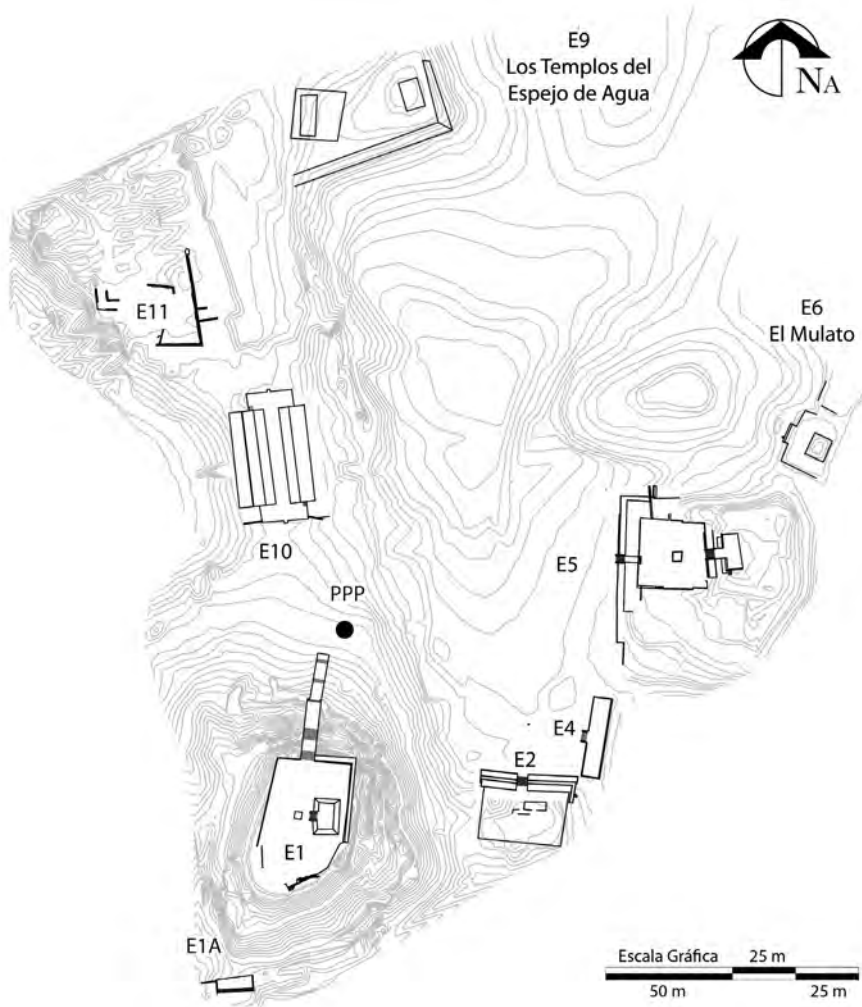 E9
Los Templos del
Espejo de Agua
NA
E11
E6
El Mulato
E10
E5
PPP
E4
E2
E1
E1A
Escala Gráfica 25 m
50 m 25 m